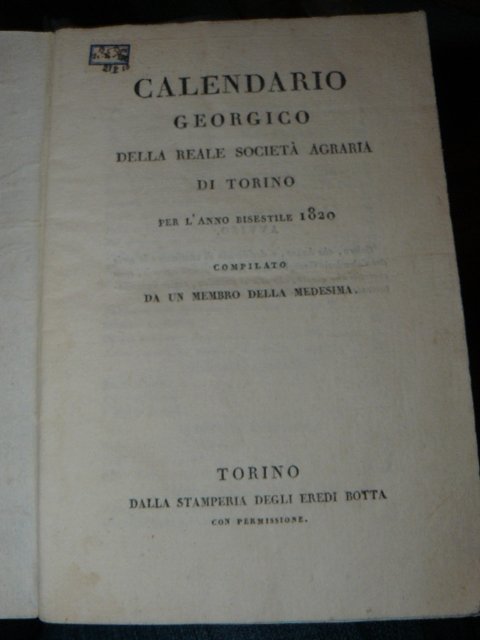 CALENDARIO
GEORGICO
DELLA REALE SOCIETÀ AGRARIA
DI TORINO
PER L'ANNO BISESTILE 1820
COMPILATO
DA UN MEMBRO DELLA MEDESIMA.
TORINO
DALLA STAMPERIA DEGLI EREDI BOTTA
CON PERMISSIONE.